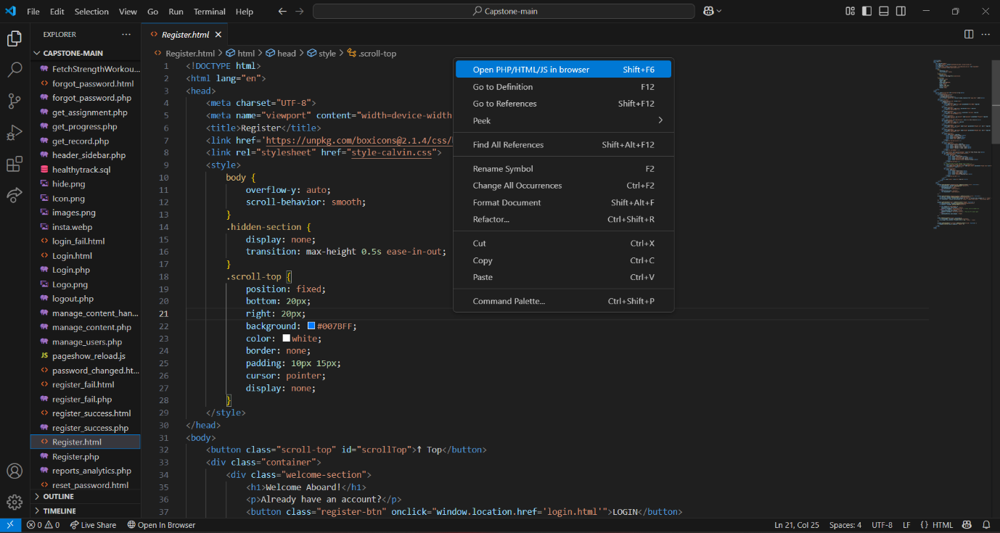 File Edit Selection View Go Run Terminal Help
Capstone-main
EXPLORER
CAPSTONE-MAIN
FetchStrengthWorkou...
forgot_password.html
forgot_password.php
get_assignment.php
get_progress.php
get_record.php
header_sidebar.php
healthytrack.sql
hide.png
Icon.png
images.png
insta.webp
login_fail.html
Login.html
Login.php
Logo.png
logout.php
manage_content_han...
manage_content.php
manage_users.php
JS pageshow_reload.js
password_changed.ht...
register_fail.html
register_fail.php
register_success.html
register_success.php
Register.html
Register.php
reports_analytics.php
reset_password.html
OUTLINE
TIMELINE
Register.html
Register.html > html > head > style > .scroll-top
1 <!DOCTYPE html>
2 <html lang="en">
3 <head>
4 <meta charset="UTF-8">
5 <meta name="viewport" content="width=device-width
6 <title>Register</title>
7 <link href='https://unpkg.com/boxicons@2.1.4/css/
8 <link rel="stylesheet" href="style-calvin.css">
9 <style>
10 body {
11 overflow-y: auto;
12 scroll-behavior: smooth;
13 }
14 .hidden-section {
15 display: none;
16 transition: max-height 0.5s ease-in-out;
17 }
18 .scroll-top {
19 position: fixed;
20 bottom: 20px;
21 right: 20px;
22 background: #007BFF;
23 color: white;
24 border: none;
25 padding: 10px 15px;
26 cursor: pointer;
27 display: none;
28 }
29 </style>
30 </head>
31 <body>
32 <button class="scroll-top" id="scrollTop">↑ Top</button>
33 <div class="container">
34 <div class="welcome-section">
35 <h1>Welcome Aboard!</h1>
36 <p>Already have an account?</p>
37 <button class="register-btn" onclick="window.location.href='login.html'">LOGIN</button>
Open PHP/HTML/JS in browser Shift+F6
Go to Definition F12
Go to References Shift+F12
Peek
Find All References Shift+Alt+F12
Rename Symbol F2
Change All Occurrences Ctrl+F2
Format Document Shift+Alt+F
Refactor... Ctrl+Shift+R
Cut Ctrl+X
Copy Ctrl+C
Paste Ctrl+V
Command Palette... Ctrl+Shift+P
0 0 Live Share Open In Browser Ln 21, Col 25 Spaces: 4 UTF-8 LF {} HTML